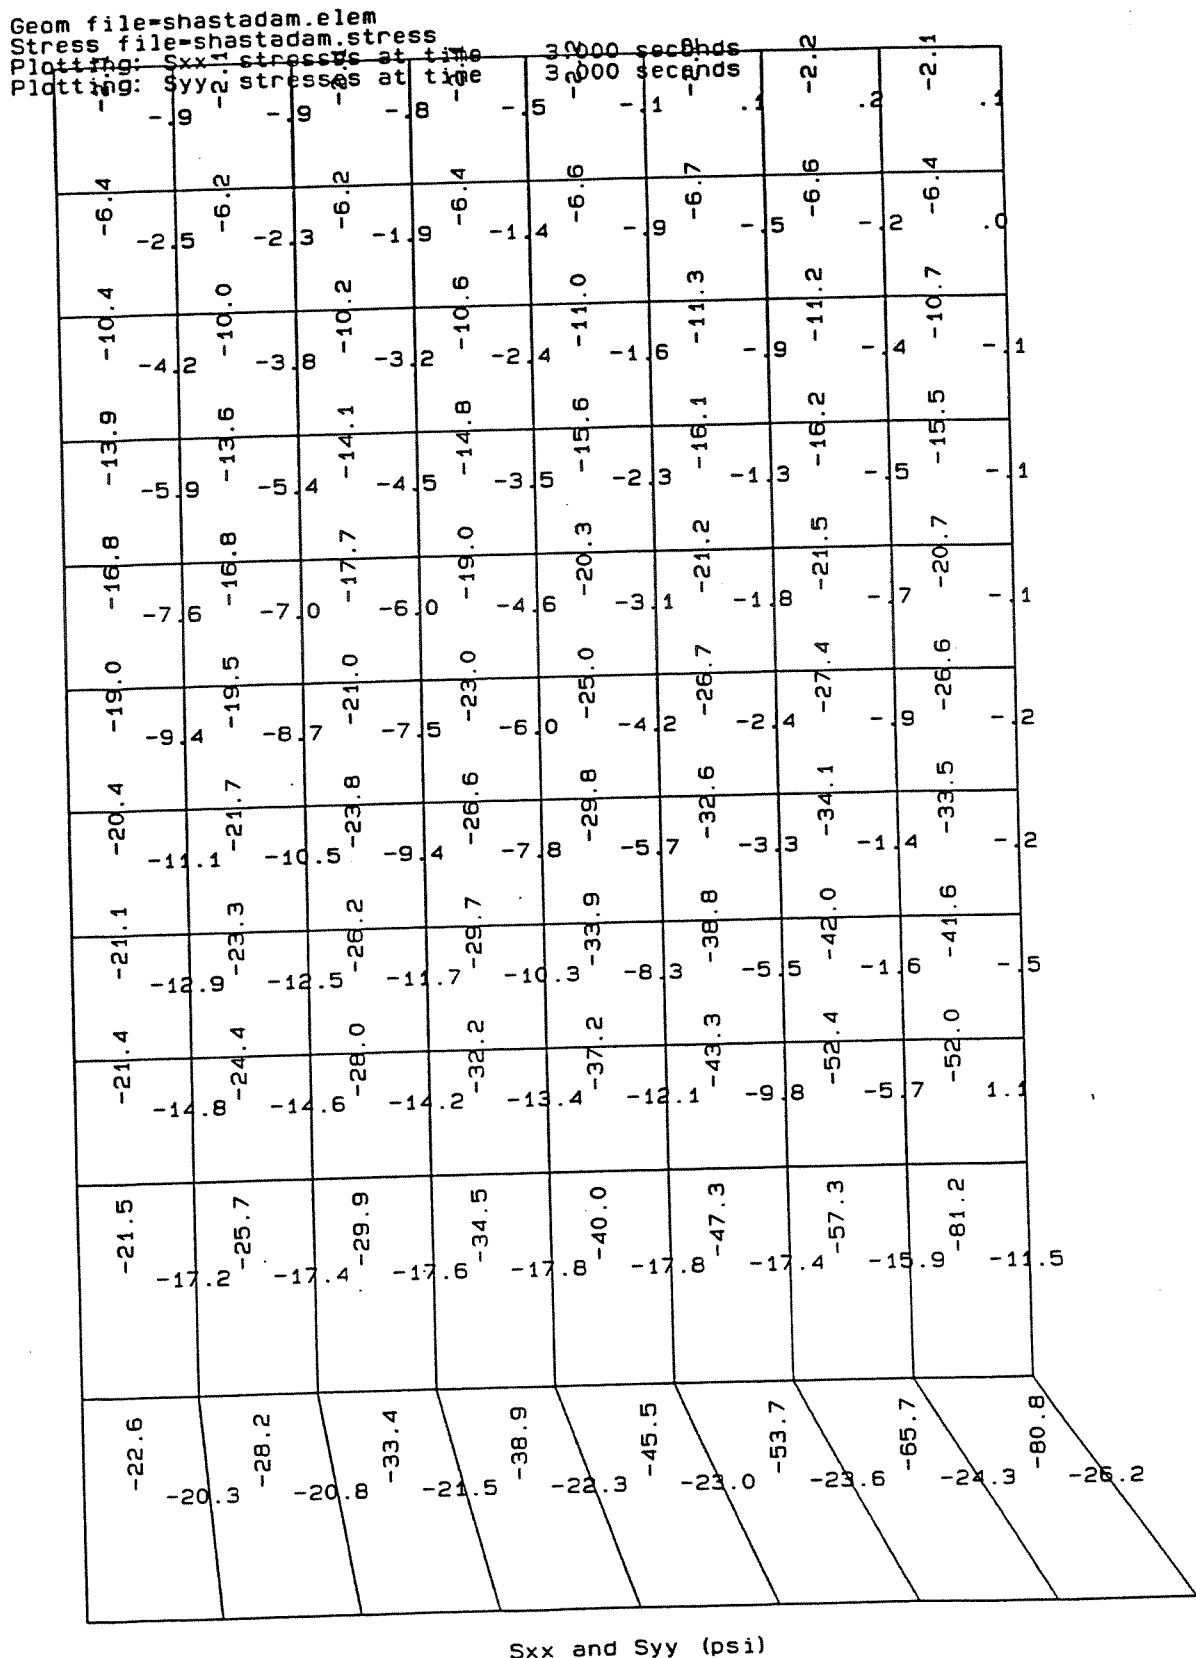 Geom file=shastadam.elem
Stress file=shastadam.stress
Plotting: Sxx stresses at time 3.000 seconds
Plotting: Syy stresses at time 3.000 seconds
-2.1 -2.2 -2.1
-.9 -.9 -.8 -.5 -.1 .1 .2 .1
-6.4 -6.2 -6.2 -6.4 -6.6 -6.7 -6.6 -6.4
-2.5 -2.3 -1.9 -1.4 -.9 -.5 -.2 .0
-10.4 -10.0 -10.2 -10.6 -11.0 -11.3 -11.2 -10.7
-4.2 -3.8 -3.2 -2.4 -1.6 -.9 -.4 -.1
-13.9 -13.6 -14.1 -14.8 -15.6 -16.1 -16.2 -15.5
-5.9 -5.4 -4.5 -3.5 -2.3 -1.3 -.5 -.1
-16.8 -16.8 -17.7 -19.0 -20.3 -21.2 -21.5 -20.7
-7.6 -7.0 -6.0 -4.6 -3.1 -1.8 -.7 -.1
-19.0 -19.5 -21.0 -23.0 -25.0 -26.7 -27.4 -26.6
-9.4 -8.7 -7.5 -6.0 -4.2 -2.4 -.9 -.2
-20.4 -21.7 -23.8 -26.6 -29.8 -32.6 -34.1 -33.5
-11.1 -10.5 -9.4 -7.8 -5.7 -3.3 -1.4 -.2
-21.1 -23.3 -26.2 -29.7 -33.9 -38.8 -42.0 -41.6
-12.9 -12.5 -11.7 -10.3 -8.3 -5.5 -1.6 -.5
-21.4 -24.4 -28.0 -32.2 -37.2 -43.3 -52.4 -52.0
-14.8 -14.6 -14.2 -13.4 -12.1 -9.8 -5.7 1.1
-21.5 -25.7 -29.9 -34.5 -40.0 -47.3 -57.3 -81.2
-17.2 -17.4 -17.6 -17.8 -17.8 -17.4 -15.9 -11.5
-22.6 -28.2 -33.4 -38.9 -45.5 -53.7 -65.7 -80.8
-20.3 -20.8 -21.5 -22.3 -23.0 -23.6 -24.3 -26.2
Sxx and Syy (psi)